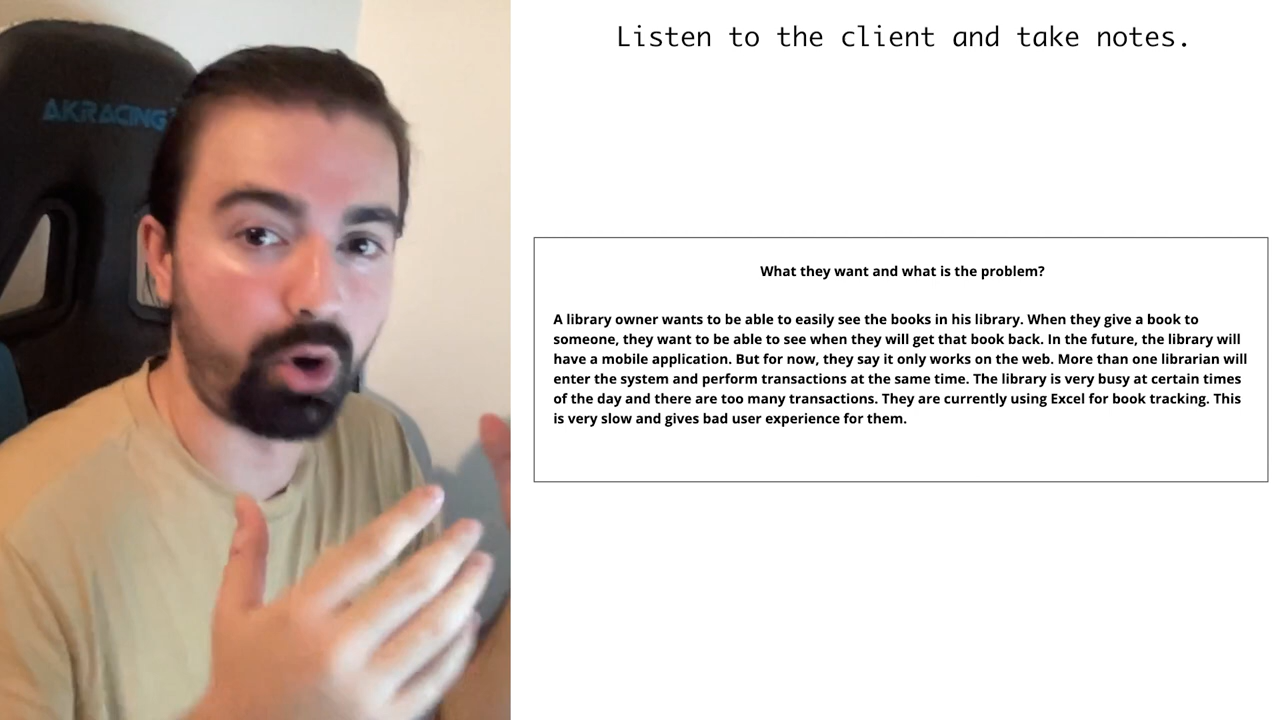 AKRACING
Listen to the client and take notes.
What they want and what is the problem?
A library owner wants to be able to easily see the books in his library. When they give a book to
someone, they want to be able to see when they will get that book back. In the future, the library will
have a mobile application. But for now, they say it only works on the web. More than one librarian will
enter the system and perform transactions at the same time. The library is very busy at certain times
of the day and there are too many transactions. They are currently using Excel for book tracking. This
is very slow and gives bad user experience for them.